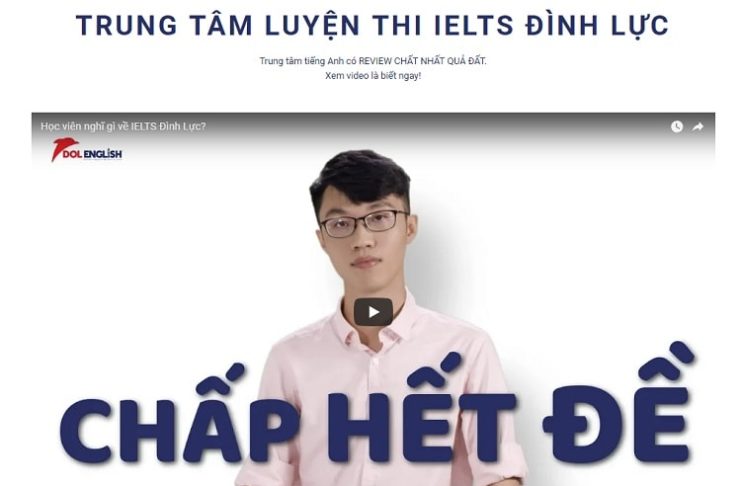 TRUNG TÂM LUYỆN THI IELTS ĐÌNH LỰC
Trung tâm tiếng Anh có REVIEW CHẤT NHẤT QUẢ ĐẤT.
Xem video là biết ngay!
Học viên nghĩ gì về IELTS Đình Lực?
DOL ENGLISH
CHẤP HẾT ĐỀ